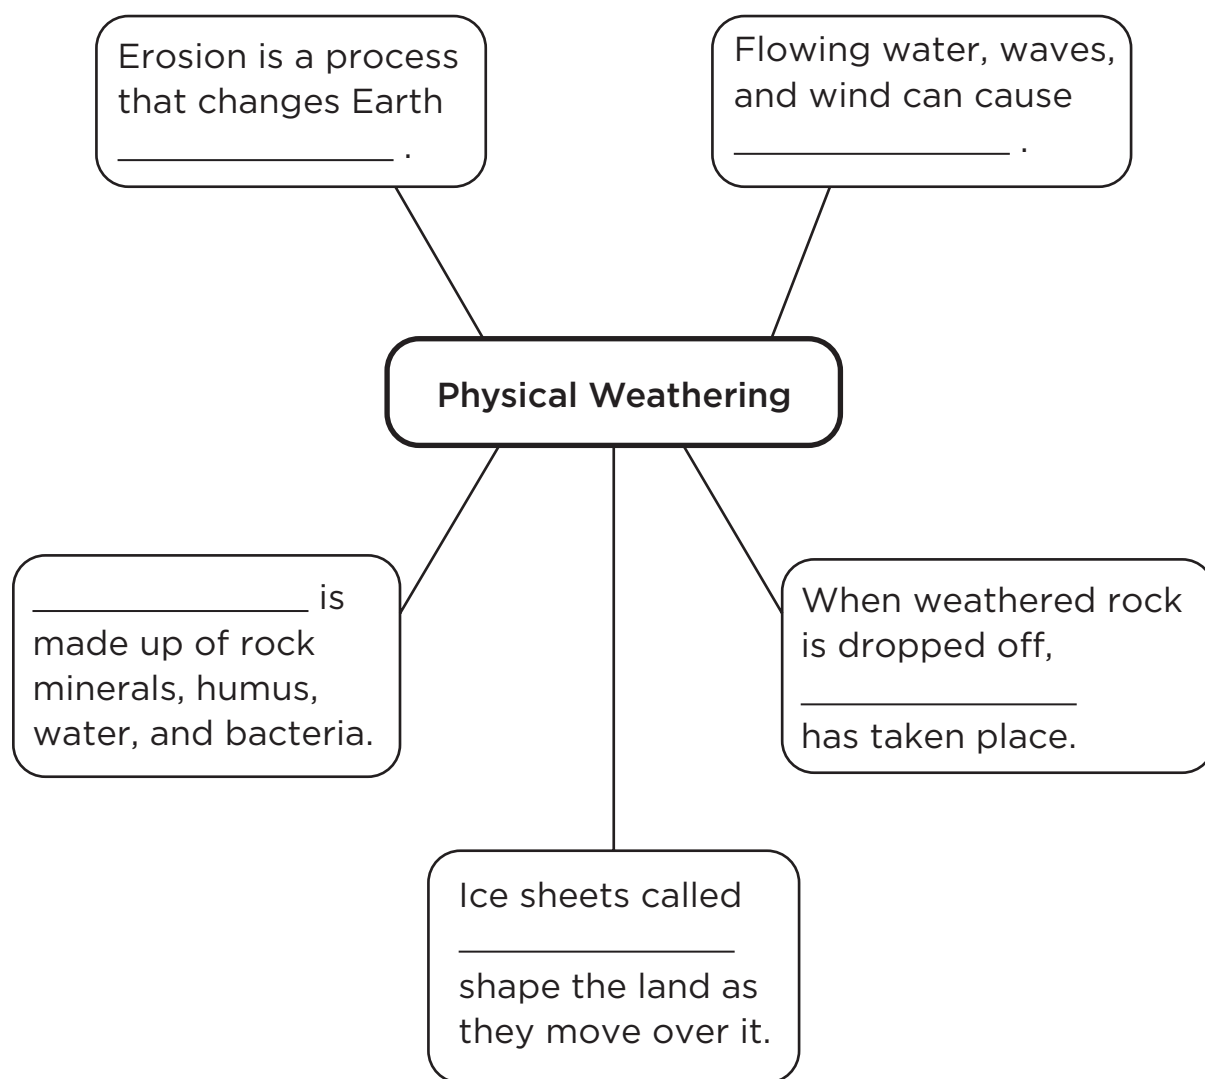 Erosion is a process
that changes Earth
______________ .
Flowing water, waves,
and wind can cause
______________ .
Physical Weathering
______________ is
made up of rock
minerals, humus,
water, and bacteria.
When weathered rock
is dropped off,
______________
has taken place.
Ice sheets called
______________
shape the land as
they move over it.